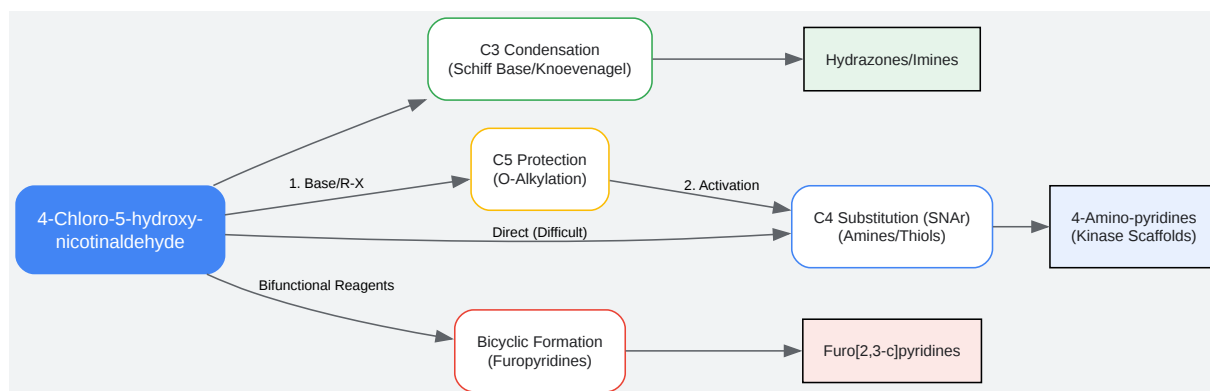 C3 Condensation
(Schiff Base/Knoevenagel)
Hydrazones/Imines
C5 Protection
(O-Alkylation)
1. Base/R-X
2. Activation
4-Chloro-5-hydroxy-
nicotinaldehyde
C4 Substitution (SNAr)
(Amines/Thiols)
4-Amino-pyridines
(Kinase Scaffolds)
Direct (Difficult)
Bifunctional Reagents
Bicyclic Formation
(Furopyridines)
Furo[2,3-c]pyridines